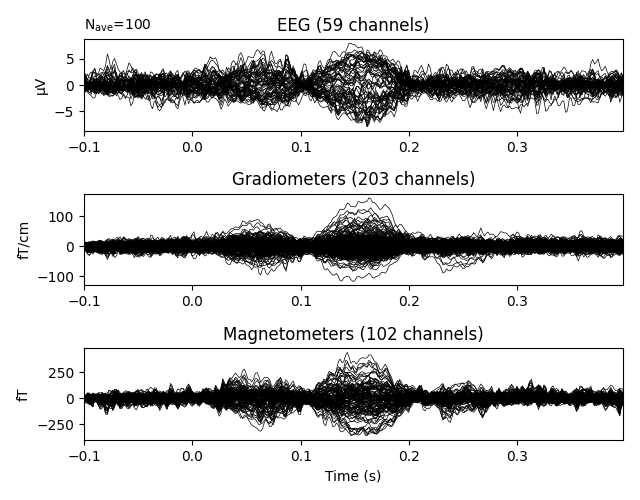 N_ave=100
EEG (59 channels)
5
0
−5
µV
−0.1 0.0 0.1 0.2 0.3
Gradiometers (203 channels)
100
0
−100
fT/cm
−0.1 0.0 0.1 0.2 0.3
Magnetometers (102 channels)
250
0
−250
fT
−0.1 0.0 0.1 0.2 0.3
Time (s)